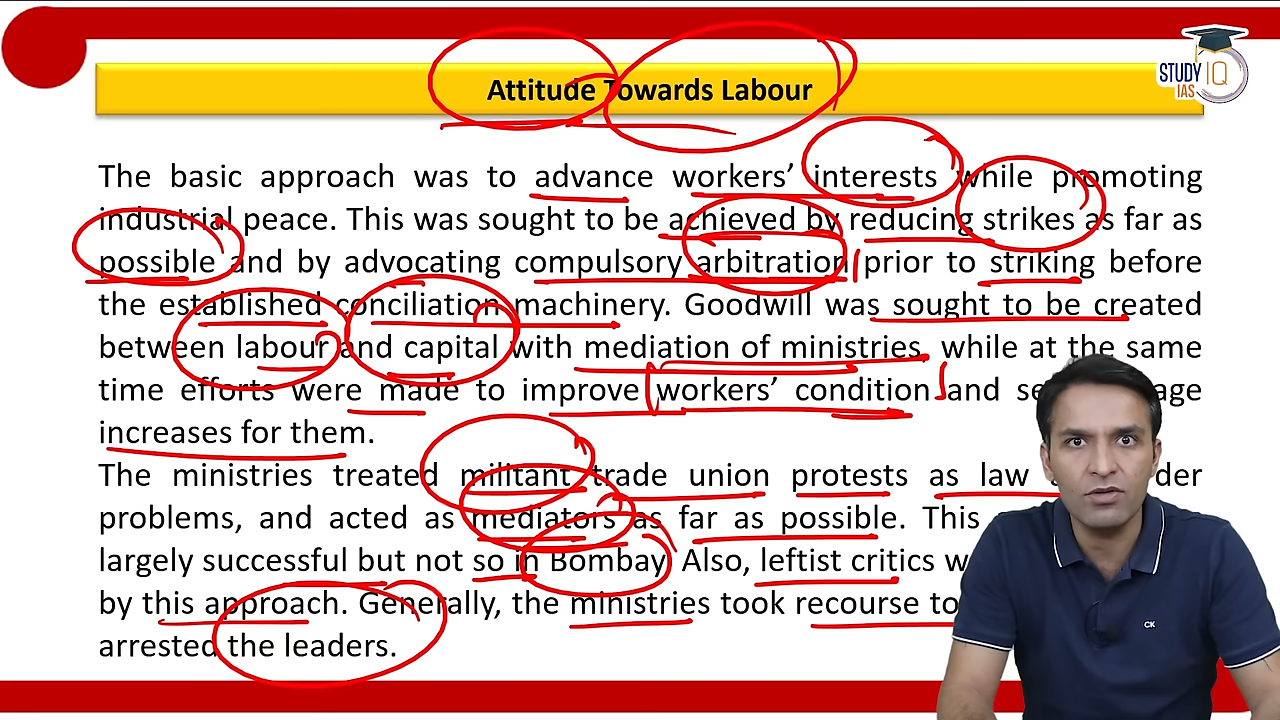 STUDY IQ
IAS
Attitude Towards Labour
The basic approach was to advance workers’ interests while promoting
industrial peace. This was sought to be achieved by reducing strikes as far as
possible and by advocating compulsory arbitration prior to striking before
the established conciliation machinery. Goodwill was sought to be created
between labour and capital with mediation of ministries, while at the same
time efforts were made to improve workers’ condition and
increases for them.
The ministries treated militant trade union protests as law
problems, and acted as mediators as far as possible. This
largely successful but not so in Bombay. Also, leftist critics
by this approach. Generally, the ministries took recourse to
arrested the leaders.
CK